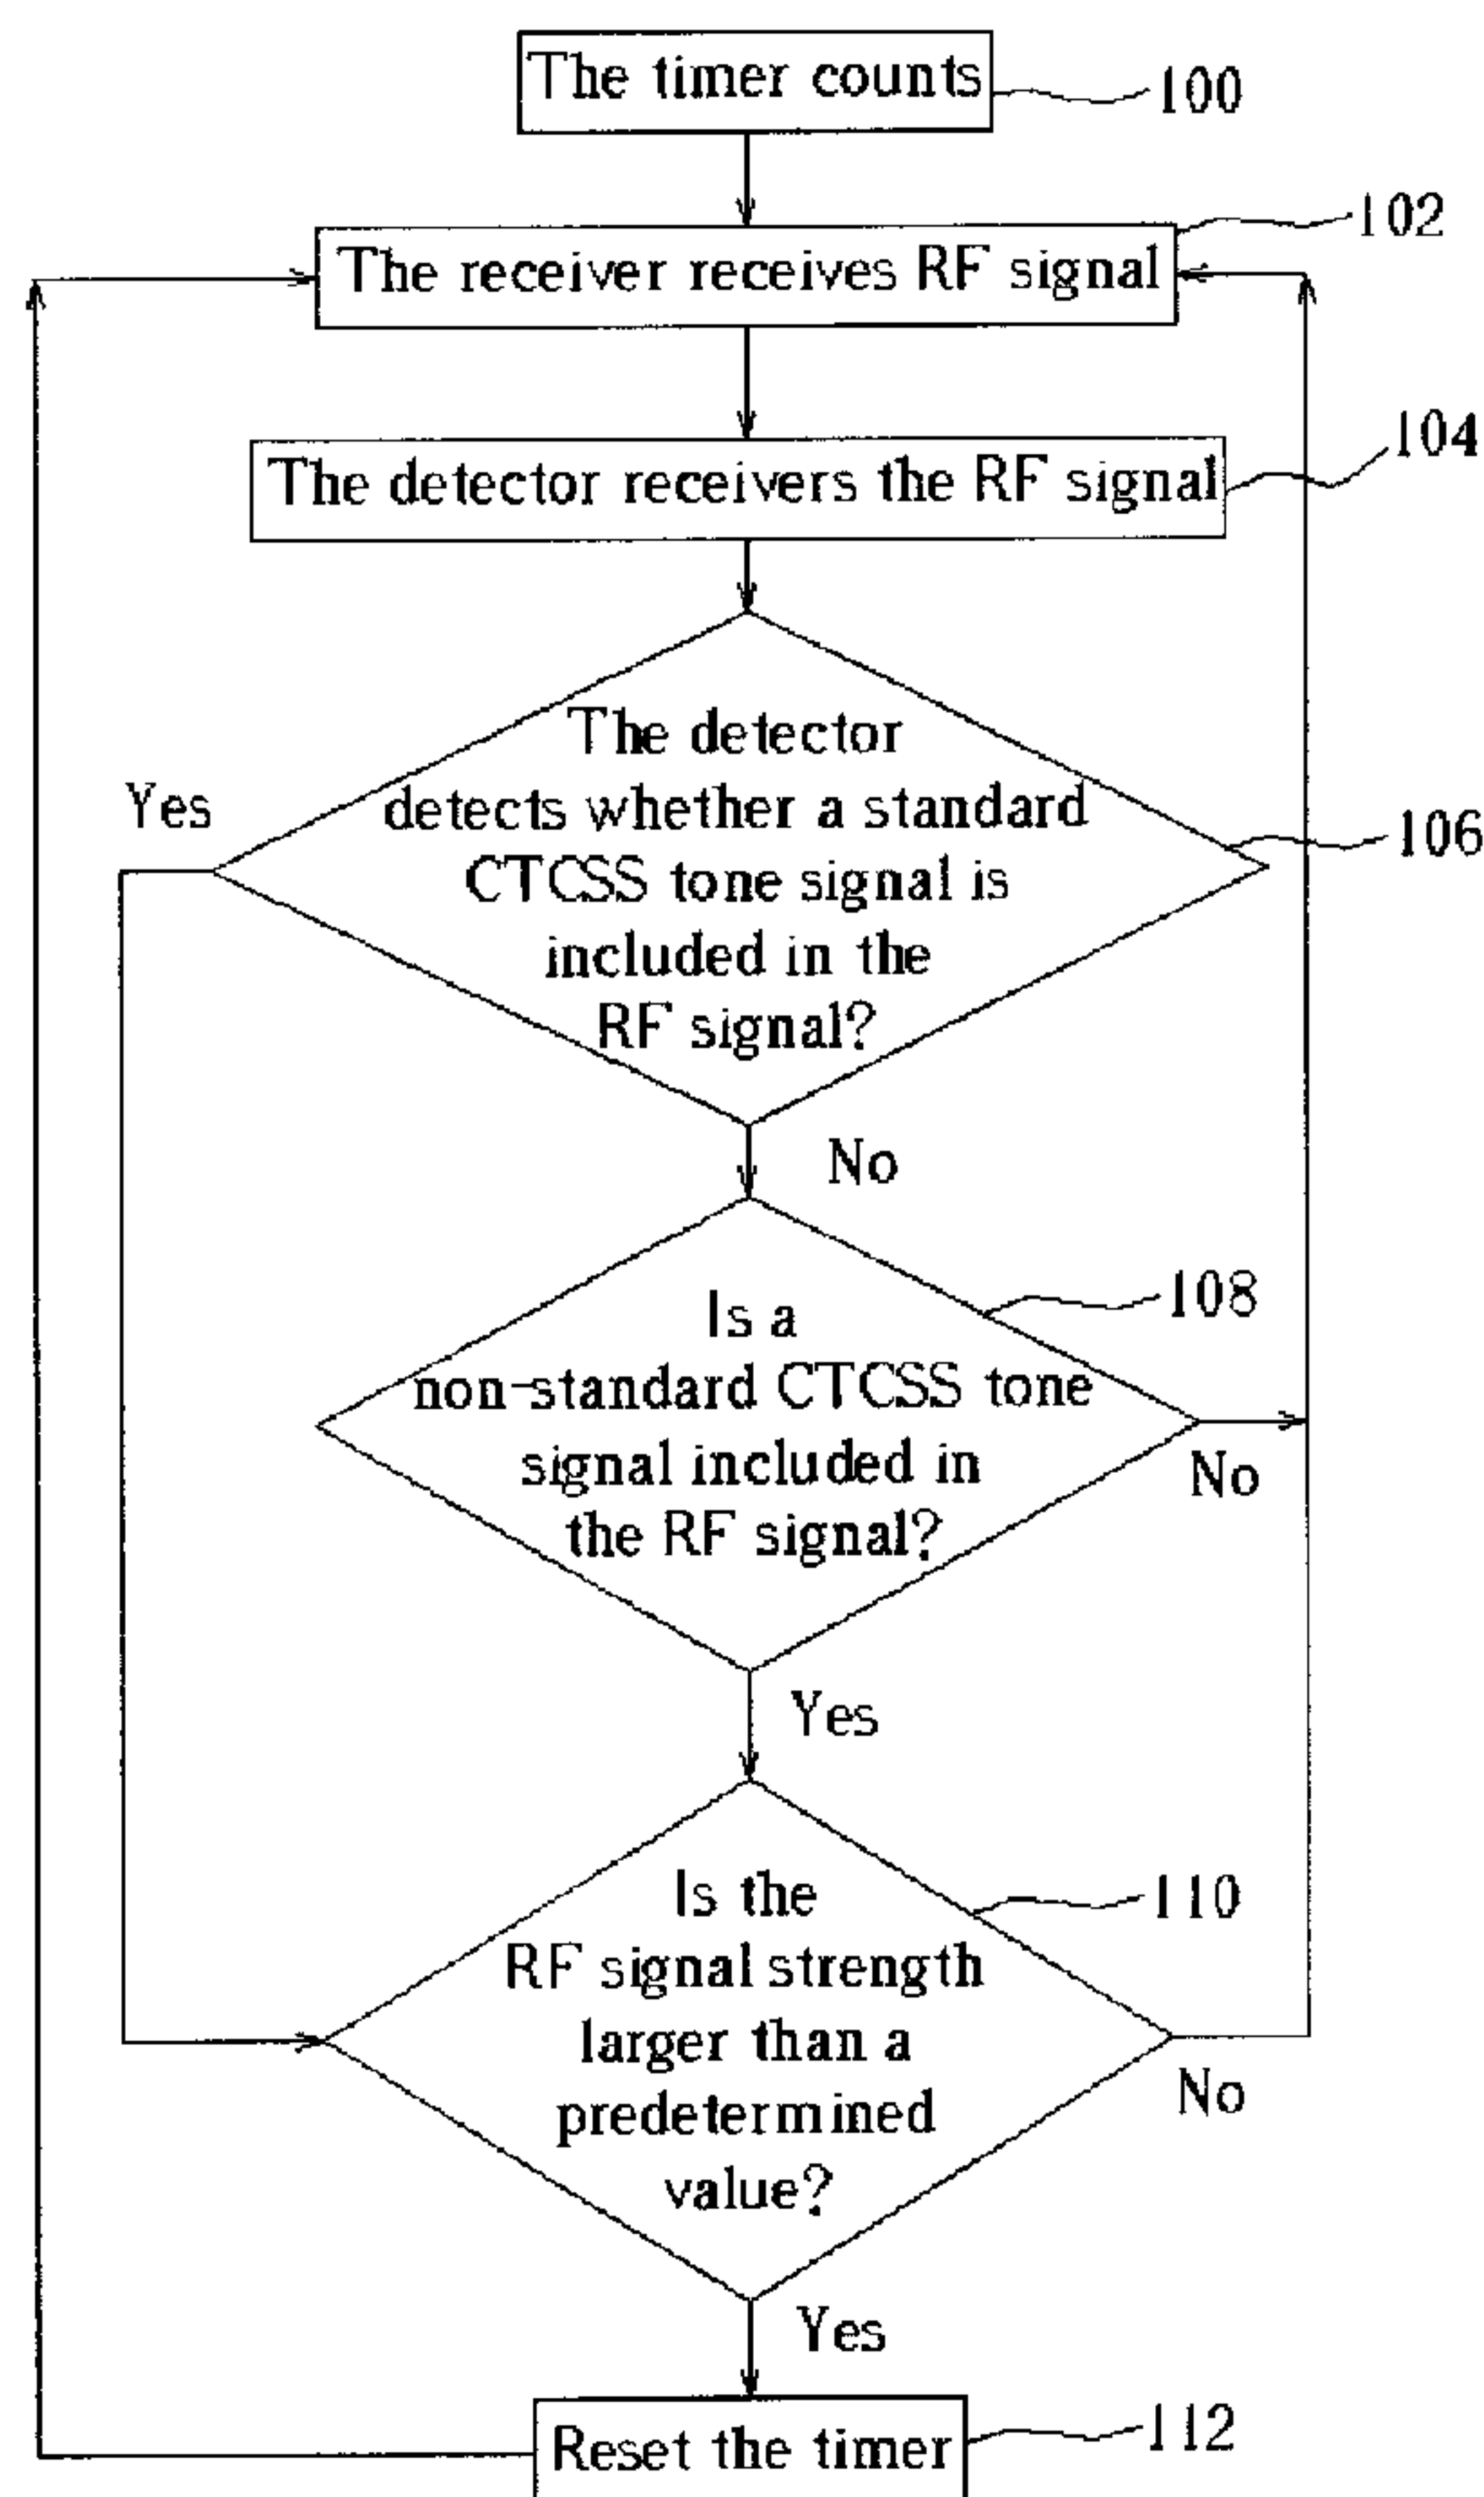 The timer counts
100
102
The receiver receives RF signal
104
The detector receivers the RF signal
The detector
Yes
detects whether a standard
106
CTCSS tone signal is
included in the
RF signal?
No
108
Is a
non-standard CTCSS tone
signal included in
No
the RF signal?
Yes
110
Is the
RF signal strength
larger than a
No
predetermined
value?
Yes
112
Reset the timer